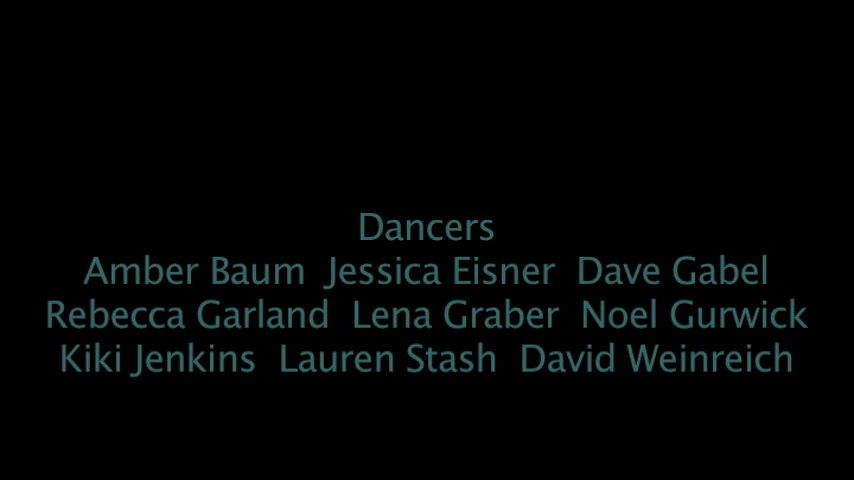 Dancers
Amber Baum  Jessica Eisner  Dave Gabel
Rebecca Garland  Lena Graber  Noel Gurwick
Kiki Jenkins  Lauren Stash  David Weinreich